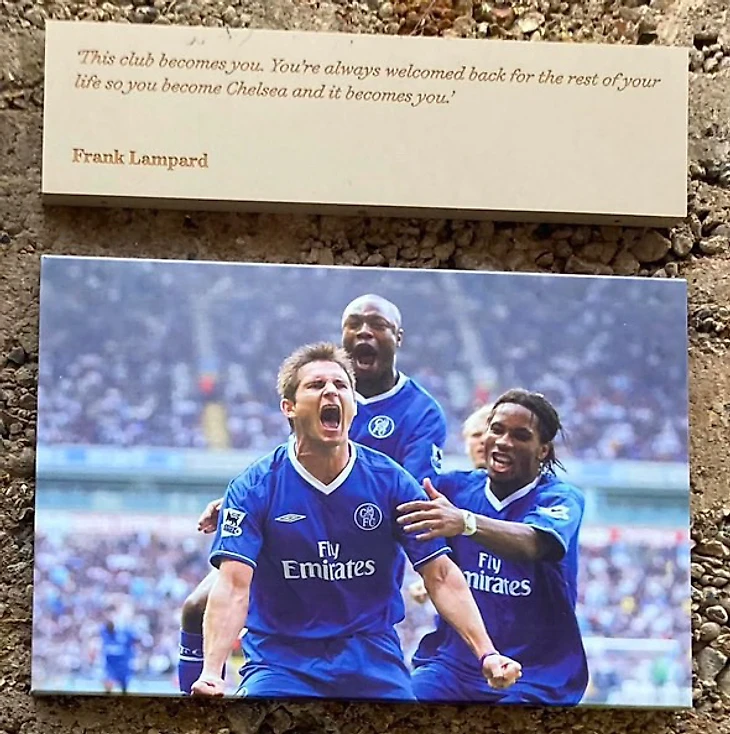 'This club becomes you. You're always welcomed back for the rest of your
life so you become Chelsea and it becomes you.'
Frank Lampard
Fly
Emirates
Fly
mirates